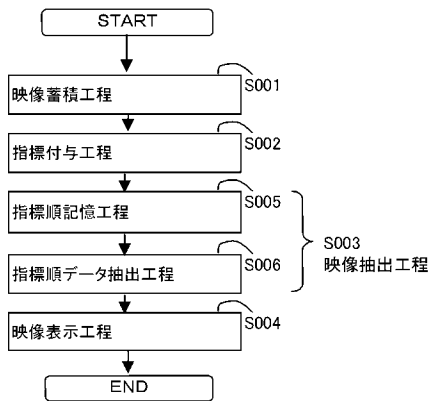 START
S001
映像蓄積工程
S002
指標付与工程
S005
指標順記憶工程
S003
映像抽出工程
S006
指標順データ抽出工程
S004
映像表示工程
END